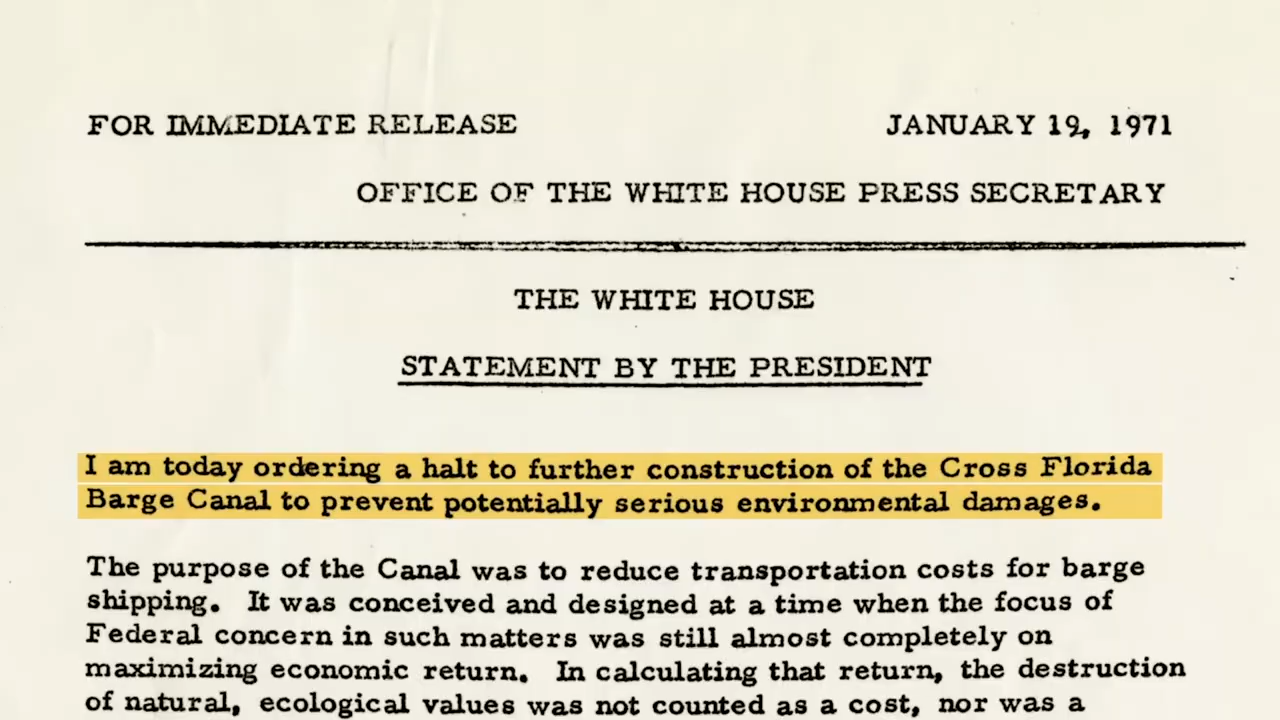 FOR IMMEDIATE RELEASE
JANUARY 19, 1971
OFFICE OF THE WHITE HOUSE PRESS SECRETARY
THE WHITE HOUSE
STATEMENT BY THE PRESIDENT
I am today ordering a halt to further construction of the Cross Florida
Barge Canal to prevent potentially serious environmental damages.
The purpose of the Canal was to reduce transportation costs for barge
shipping. It was conceived and designed at a time when the focus of
Federal concern in such matters was still almost completely on
maximizing economic return. In calculating that return, the destruction
of natural, ecological values was not counted as a cost, nor was a